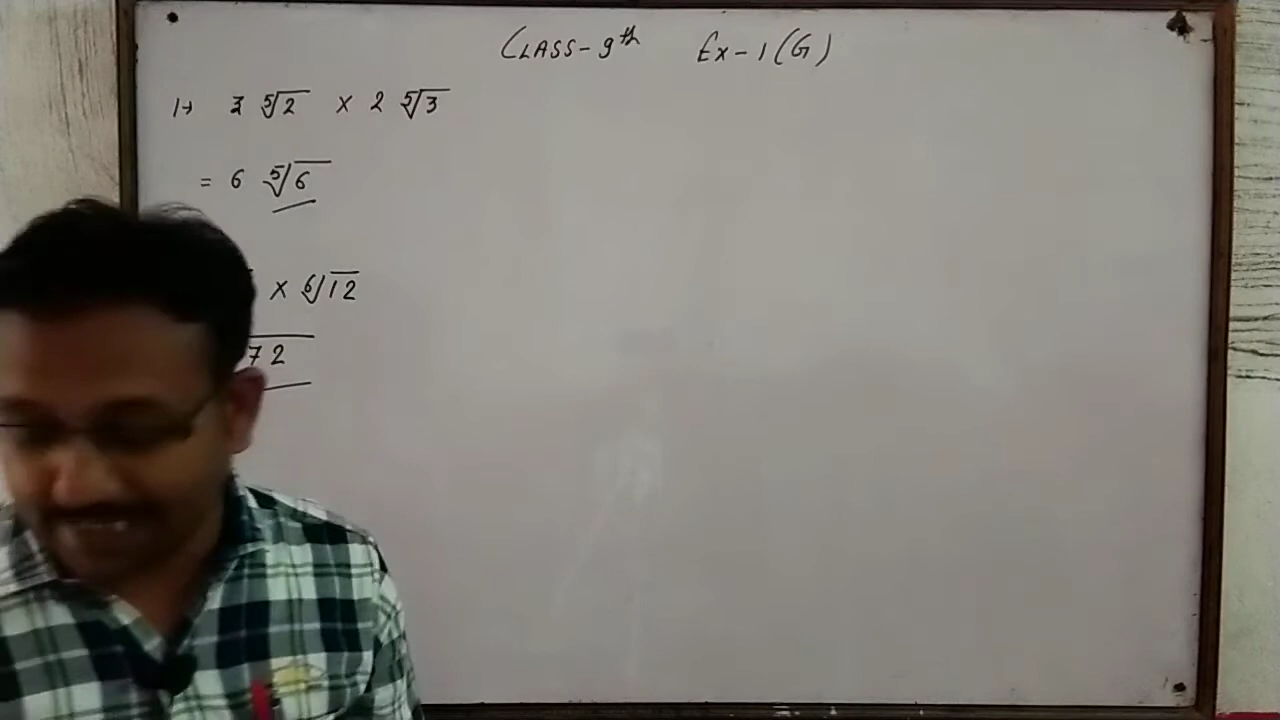 CLASS-9th Ex-1(G)
1→ 3 ⁵√2 × 2 ⁵√3
= 6 ⁵√6
× ⁶√12
72